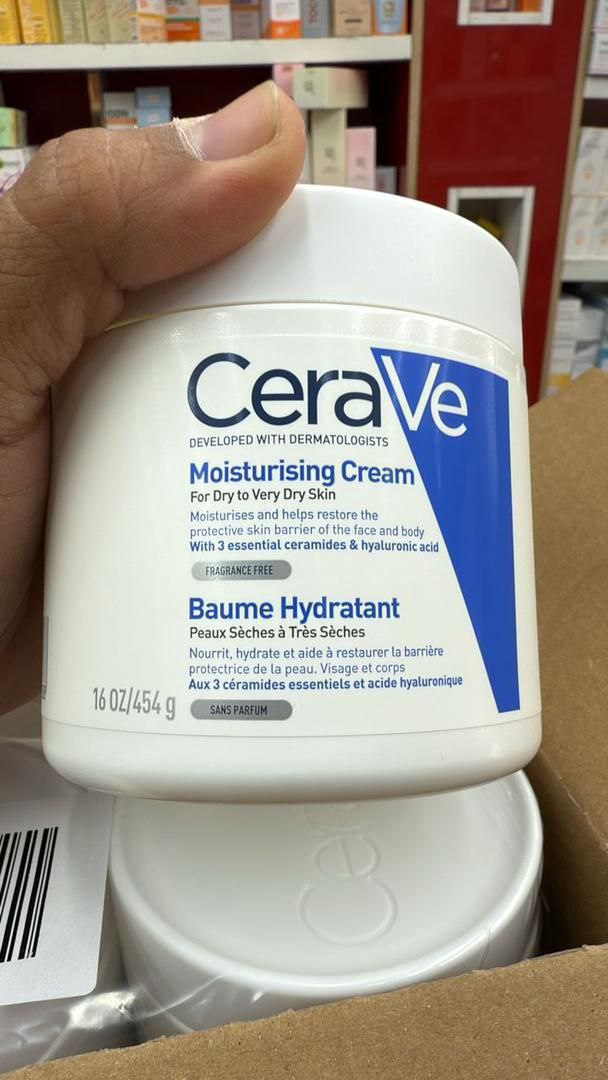 CeraVe
DEVELOPED WITH DERMATOLOGISTS
Moisturising Cream
For Dry to Very Dry Skin
Moisturises and helps restore the
protective skin barrier of the face and body
With 3 essential ceramides & hyaluronic acid
FRAGRANCE FREE
Baume Hydratant
Peaux Sèches à Très Sèches
Nourrit, hydrate et aide à restaurer la barrière
protectrice de la peau. Visage et corps
Aux 3 céramides essentiels et acide hyaluronique
16 OZ/454 g
SANS PARFUM
Cera